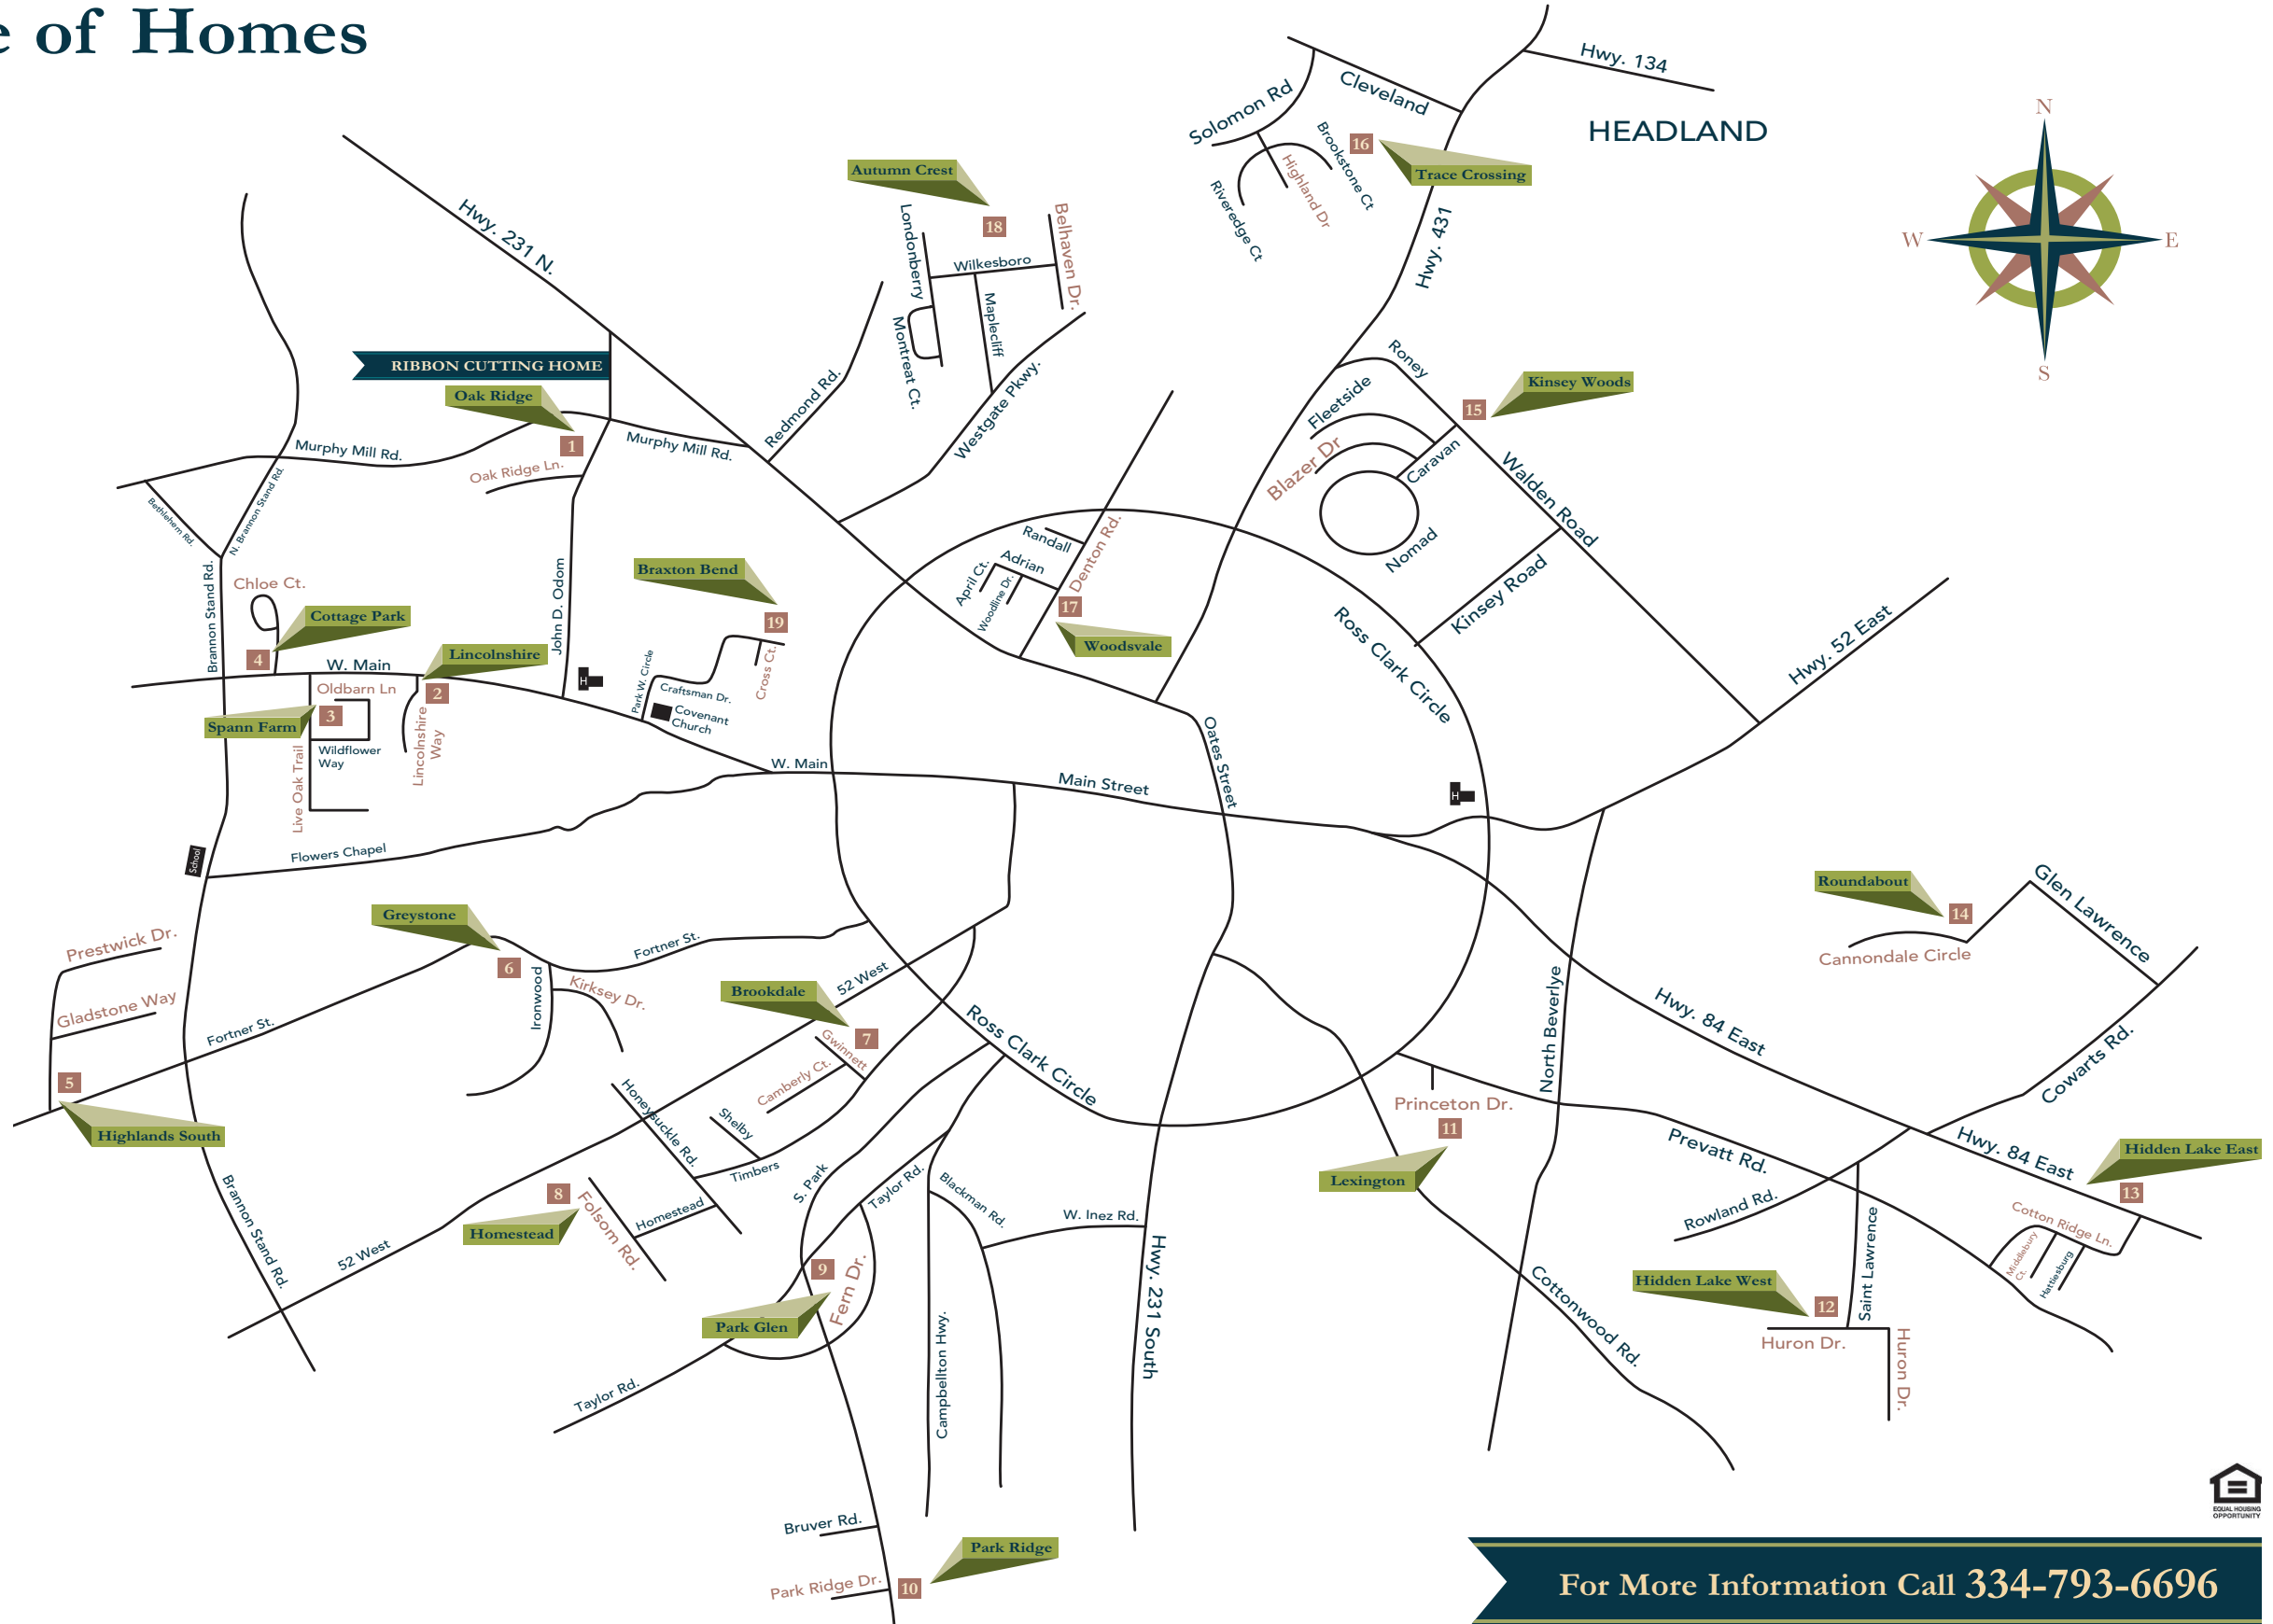 e of Homes
Hwy. 134
Cleveland
Solomon Rd
HEADLAND
Brookstone Ct
16
Trace Crossing
Highland Dr
Riveredge Ct
Hwy. 431
N
W
E
S
Hwy. 231 N.
Autumn Crest
18
Londonberry
Belhaven Dr.
Wilkesboro
Maplecliff
Montreat Ct.
Westgate Pkwy.
Redmond Rd.
RIBBON CUTTING HOME
Oak Ridge
1
Murphy Mill Rd.
Murphy Mill Rd.
Oak Ridge Ln.
Bethlehem Rd.
N. Brannon Stand Rd.
Roney
Fleetside
Kinsey Woods
15
Blazer Dr
Caravan
Walden Road
Nomad
Kinsey Road
Randall
Adrian
April Ct.
Woodline Dr.
Denton Rd.
17
Woodsvale
Ross Clark Circle
Hwy. 52 East
Brannon Stand Rd.
Chloe Ct.
Cottage Park
4
John D. Odom
Braxton Bend
19
W. Main
Lincolnshire
2
Oldbarn Ln
Spann Farm
3
Wildflower
Way
Live Oak Trail
Lincolnshire
Way
H
Park W. Circle
Craftsman Dr.
Cross Ct.
Covenant
Church
W. Main
Main Street
Oates Street
H
School
Flowers Chapel
Greystone
6
Fortner St.
Prestwick Dr.
Gladstone Way
Fortner St.
5
Highlands South
Ironwood
Kirksey Dr.
Brookdale
7
52 West
Gwinnett
Camberly Ct.
Ross Clark Circle
Honeysuckle Rd.
Shelby
Timbers
S. Park
Taylor Rd.
Blackman Rd.
W. Inez Rd.
8
Homestead
Folsom Rd.
Homestead
Brannon Stand Rd.
52 West
9
Fern Dr.
Park Glen
Taylor Rd.
Campbellton Hwy.
Hwy. 231 South
Roundabout
14
Cannondale Circle
Glen Lawrence
Hwy. 84 East
Cowarts Rd.
North Beverlye
Princeton Dr.
11
Lexington
Prevatt Rd.
Rowland Rd.
Hwy. 84 East
Hidden Lake East
13
Cotton Ridge Ln.
Middlebury
Ct.
Hattiesburg
Saint Lawrence
Hidden Lake West
12
Huron Dr.
Huron Dr.
Cottonwood Rd.
Bruver Rd.
Park Ridge
Park Ridge Dr.
10
EQUAL HOUSING
OPPORTUNITY
For More Information Call 334-793-6696